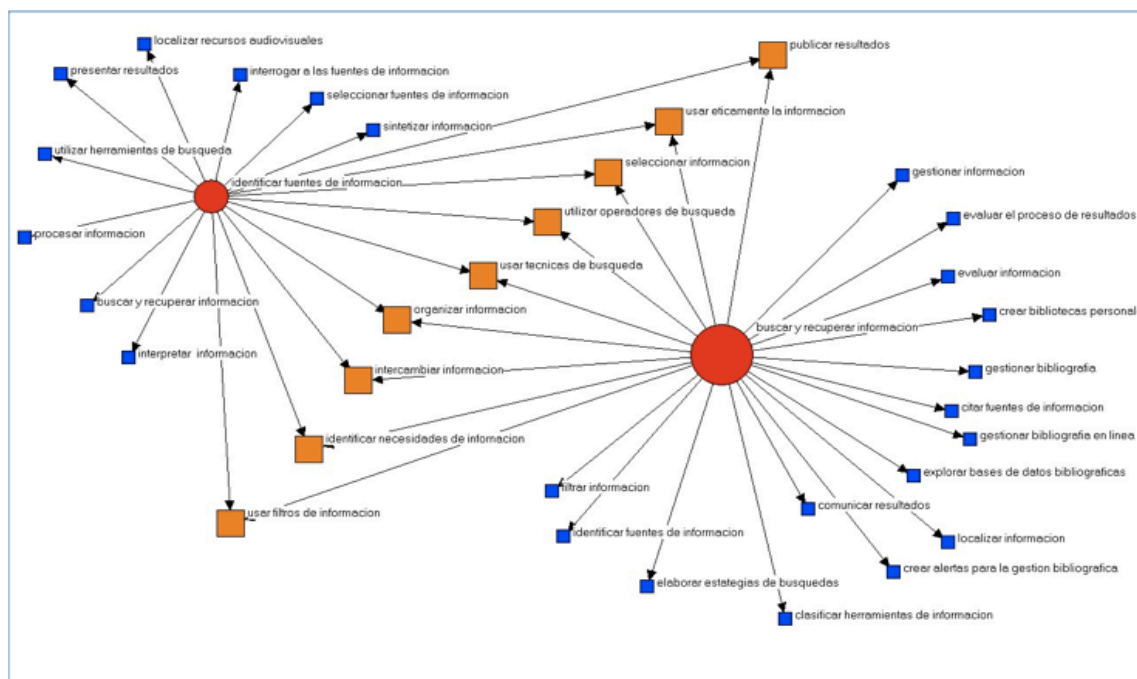 localizar recursos audiovisuales
publicar resultados
presentar resultados
interrogar a las fuentes de informacion
seleccionar fuentes de informacion
usar eticamente la informacion
sintetizar informacion
utilizar herramientas de busqueda
seleccionar informacion
gestionar informacion
identificar fuentes de informacion
utilizar operadores de busqueda
evaluar el proceso de resultados
procesar informacion
usar tecnicas de busqueda
evaluar informacion
buscar y recuperar informacion
organizar informacion
crear bibliotecas personal
buscar y recuperar informacion
interpretar informacion
intercambiar informacion
gestionar bibliografia
citar fuentes de informacion
identificar necesidades de infornacion
gestionar bibliografia en linea
explorar bases de datos bibliograficas
filtrar informacion
comunicar resultados
usar filtros de informacion
identificar fuentes de informacion
localizar informacion
crear alertas para la gestion bibliografica
elaborar estategias de busquedas
clasificar herramientas de informacion